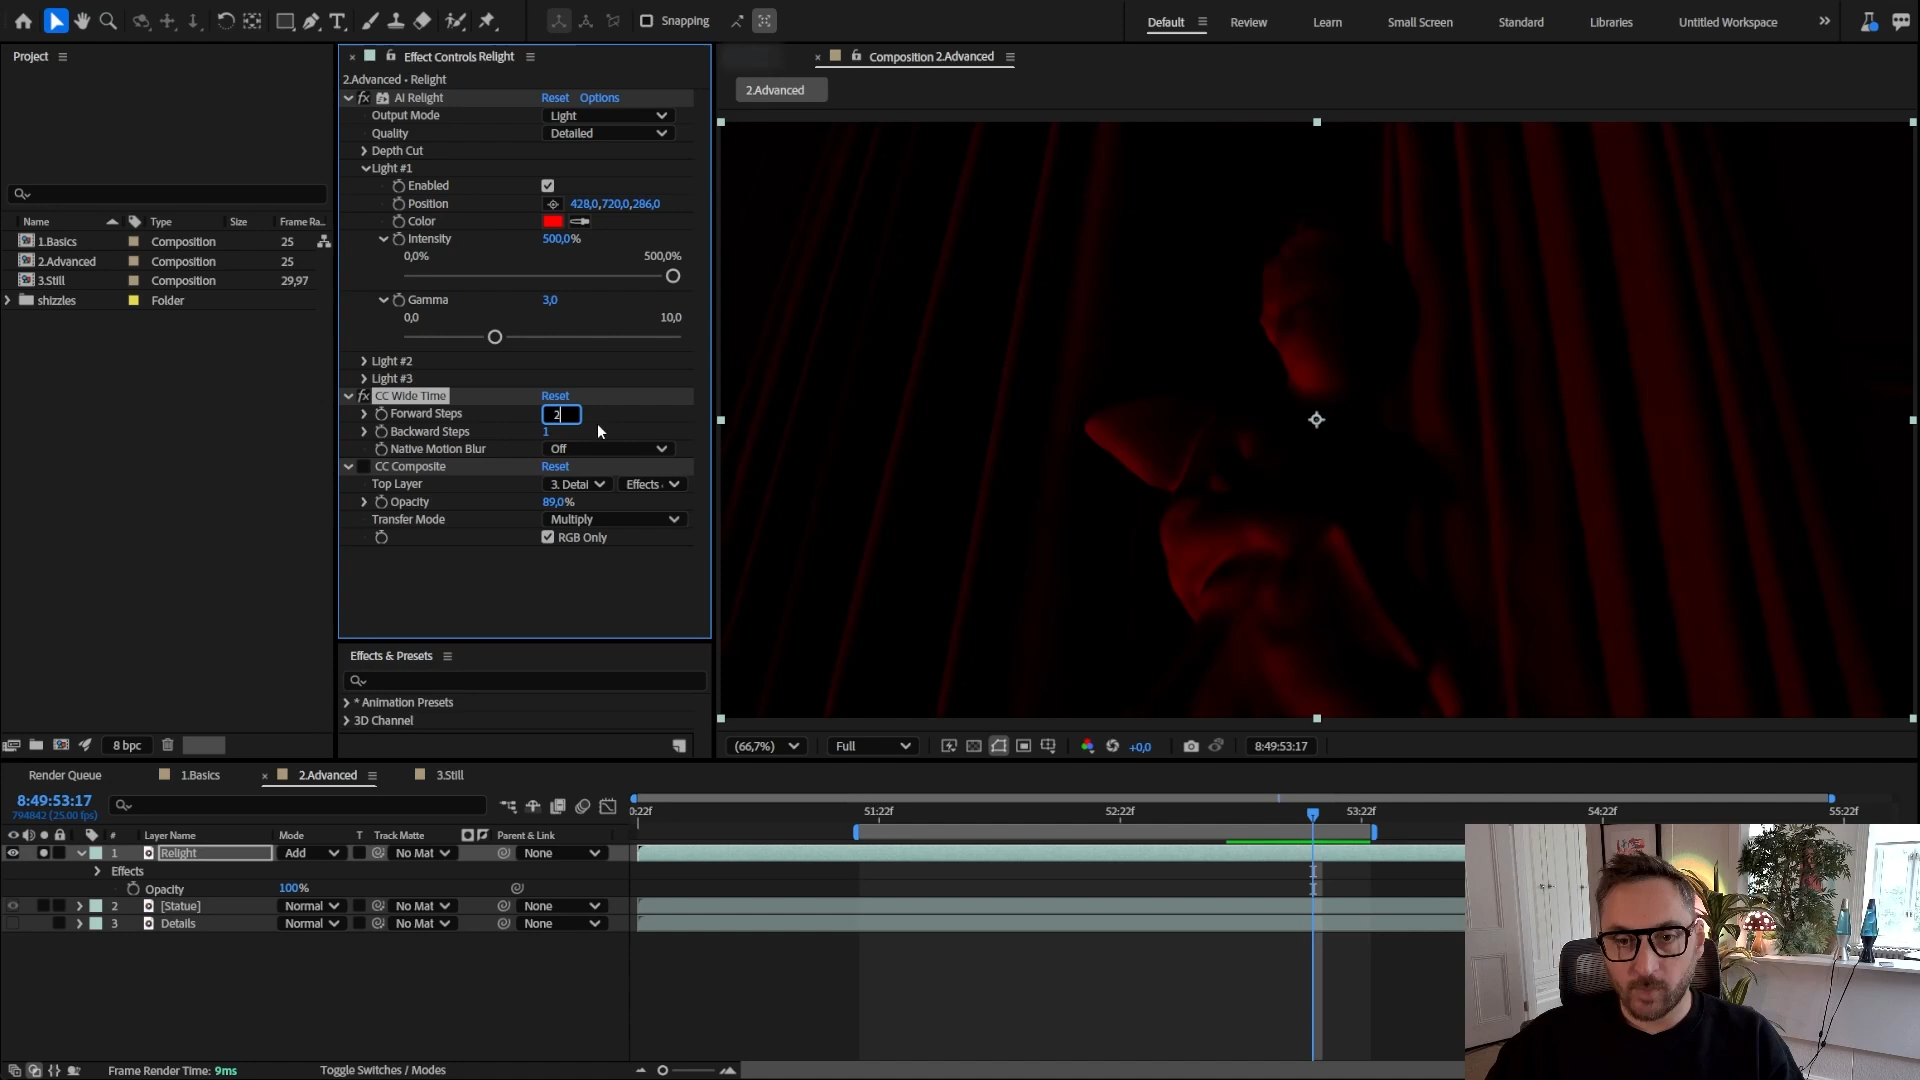 Snapping
Default
Review
Learn
Small Screen
Standard
Libraries
Untitled Workspace
Project
Effect Controls Relight
Composition 2.Advanced
2.Advanced • Relight
2.Advanced
fx AI Relight Reset Options
Output Mode Light
Quality Detailed
Depth Cut
Light #1
Enabled
Position 428,0,720,0,286,0
Color
Intensity 500,0%
0,0% 500,0%
Gamma 3,0
0,0 10,0
Light #2
Light #3
fx CC Wide Time Reset
Forward Steps 2
Backward Steps 1
Native Motion Blur Off
CC Composite Reset
Top Layer 3. Detai Effects
Opacity 89,0%
Transfer Mode Multiply
RGB Only
Name Type Size Frame Ra...
1.Basics Composition 25
2.Advanced Composition 25
3.Still Composition 29,97
shizzles Folder
Effects & Presets
* Animation Presets
3D Channel
8 bpc
(66,7%) Full +0,0 8:49:53:17
Render Queue 1.Basics 2.Advanced 3.Still
8:49:53:17
794842 (25.00 fps)
0:22f 51:22f 52:22f 53:22f 54:22f 55:22f
# Layer Name Mode T Track Matte Parent & Link
1 Relight Add No Mat None
Effects
Opacity 100%
2 [Statue] Normal No Mat None
3 Details Normal No Mat None
Frame Render Time: 9ms
Toggle Switches / Modes